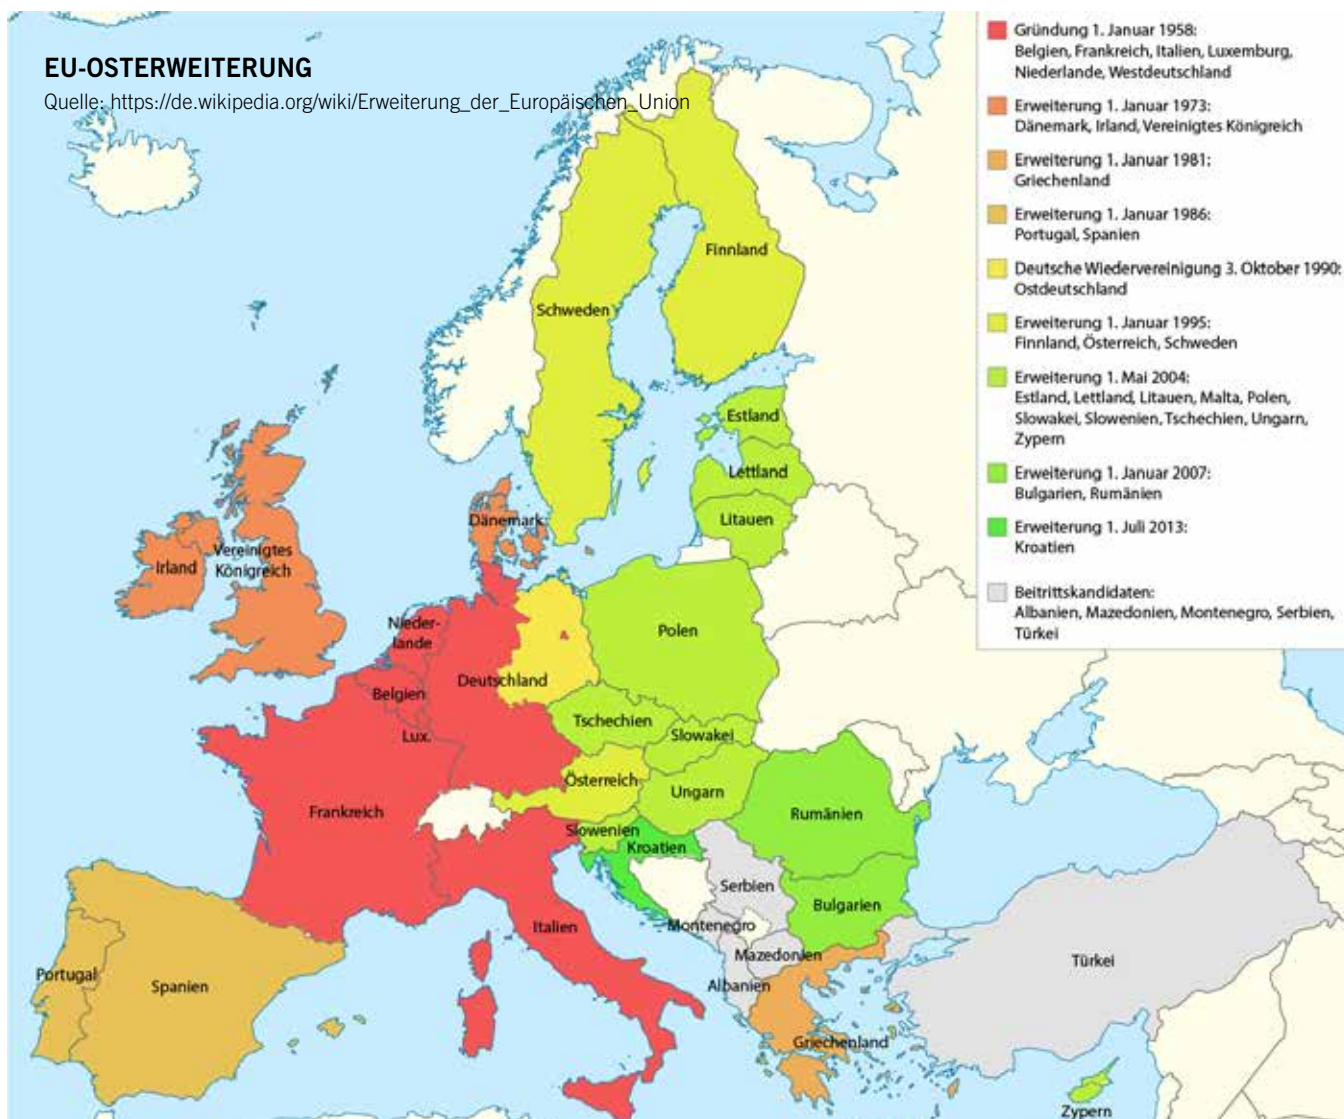 EU-OSTERWEITERUNG
Quelle: https://de.wikipedia.org/wiki/Erweiterung_der_Europäischen_Union
Gründung 1. Januar 1958:
Belgien, Frankreich, Italien, Luxemburg,
Niederlande, Westdeutschland
Erweiterung 1. Januar 1973:
Dänemark, Irland, Vereinigtes Königreich
Erweiterung 1. Januar 1981:
Griechenland
Erweiterung 1. Januar 1986:
Portugal, Spanien
Deutsche Wiedervereinigung 3. Oktober 1990:
Ostdeutschland
Erweiterung 1. Januar 1995:
Finnland, Österreich, Schweden
Erweiterung 1. Mai 2004:
Estland, Lettland, Litauen, Malta, Polen,
Slowakei, Slowenien, Tschechien, Ungarn,
Zypern
Erweiterung 1. Januar 2007:
Bulgarien, Rumänien
Erweiterung 1. Juli 2013:
Kroatien
Beitrittskandidaten:
Albanien, Mazedonien, Montenegro, Serbien,
Türkei
Finnland
Schweden
Estland
Lettland
Litauen
Dänemark
Irland
Vereinigtes
Königreich
Nieder-
lande
Polen
Deutschland
Belgien
Lux.
Tschechien
Slowakei
Österreich
Ungarn
Frankreich
Rumänien
Slowenien
Kroatien
Serbien
Bulgarien
Montenegro
Italien
Mazedonien
Türkei
Portugal
Spanien
Albanien
Griechenland
Zypern